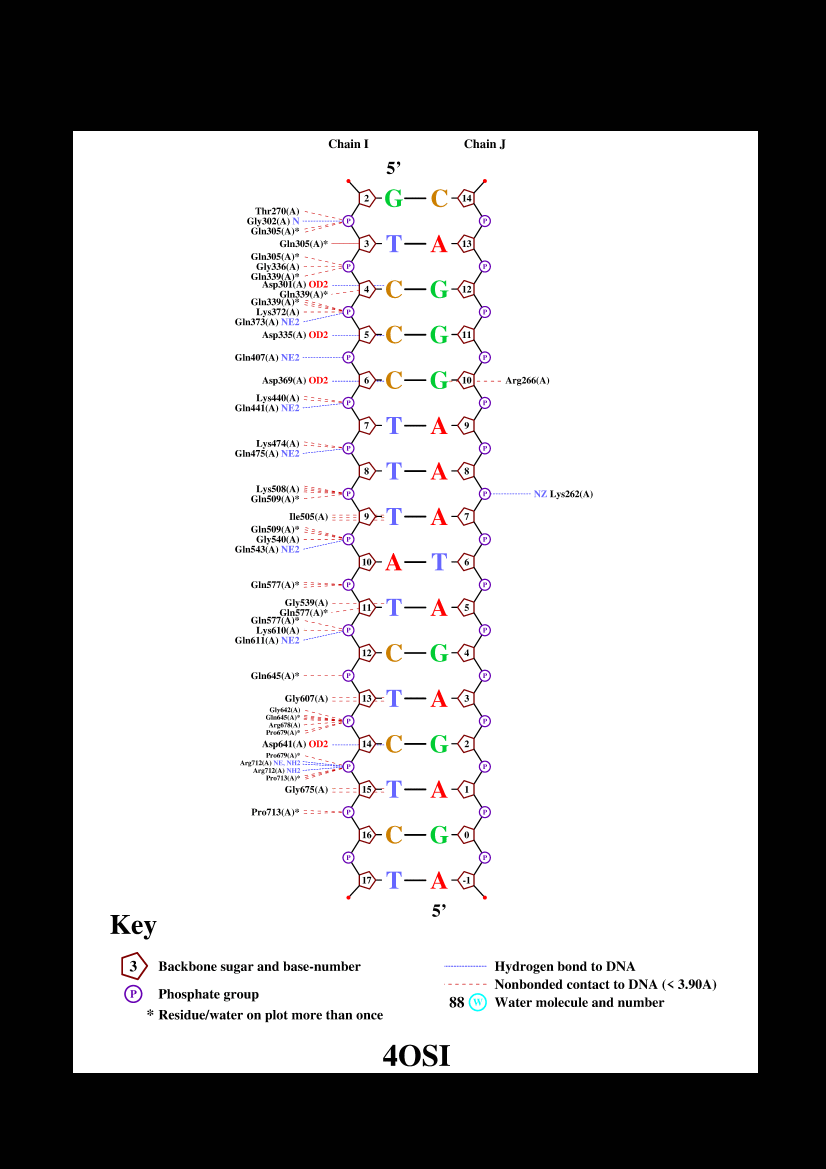 Chain I Chain J
5’
2 G C 14
Thr270(A)
Gly302(A) N P P
Gln305(A)*
Gln305(A)* 3 T A 13
Gln305(A)*
Gly336(A) P P
Gln339(A)*
Asp301(A) OD2 4 C G 12
Gln339(A)*
Gln339(A)*
Lys372(A) P P
Gln373(A) NE2
Asp335(A) OD2 5 C G 11
Gln407(A) NE2 P P
Asp369(A) OD2 6 C G 10 Arg266(A)
Lys440(A) P P
Gln441(A) NE2
7 T A 9
Lys474(A) P P
Gln475(A) NE2
8 T A 8
Lys508(A) P P NZ Lys262(A)
Gln509(A)*
Ile505(A) 9 T A 7
Gln509(A)*
Gly540(A) P P
Gln543(A) NE2
10 A T 6
Gln577(A)* P P
Gly539(A) 11 T A 5
Gln577(A)*
Gln577(A)*
Lys610(A) P P
Gln611(A) NE2
12 C G 4
Gln645(A)* P P
Gly607(A) 13 T A 3
Gly642(A)
Gln645(A)* P P
Arg678(A)
Pro679(A)*
Asp641(A) OD2 14 C G 2
Pro679(A)*
Arg712(A) NE, NH2 P P
Arg712(A) NH2
Pro713(A)*
Gly675(A) 15 T A 1
Pro713(A)* P P
16 C G 0
P P
17 T A -1
5’
Key
3 Backbone sugar and base-number
P Phosphate group
* Residue/water on plot more than once
Hydrogen bond to DNA
Nonbonded contact to DNA (< 3.90A)
88 W Water molecule and number
4OSI